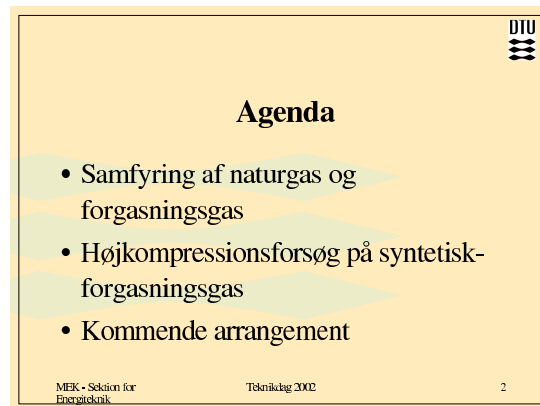 DTU
Agenda
• Samfyring af naturgas og
forgasningsgas
• Højkompressionsforsøg på syntetisk-
forgasningsgas
• Kommende arrangement
MEK - Sektion for
Energiteknik
Teknikdag 2002
2